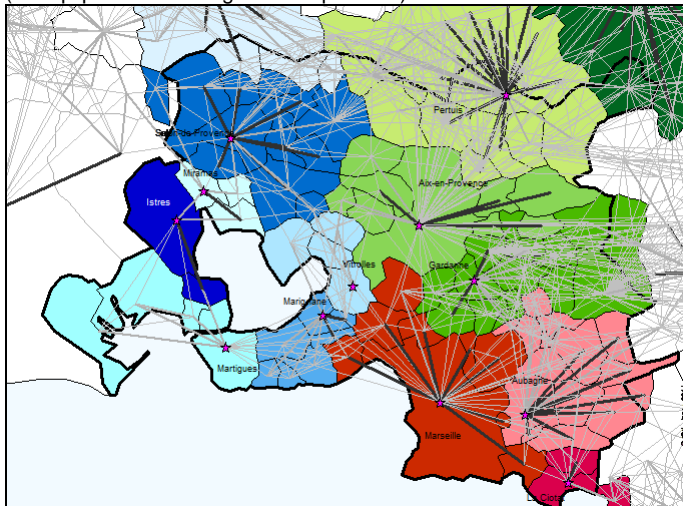 Pertuis
Salon-de-Provence
Miramas
Aix-en-Provence
Istres
Vitrolles
Gardanne
Marignane
Martigues
Aubagne
Marseille
La Ciotat